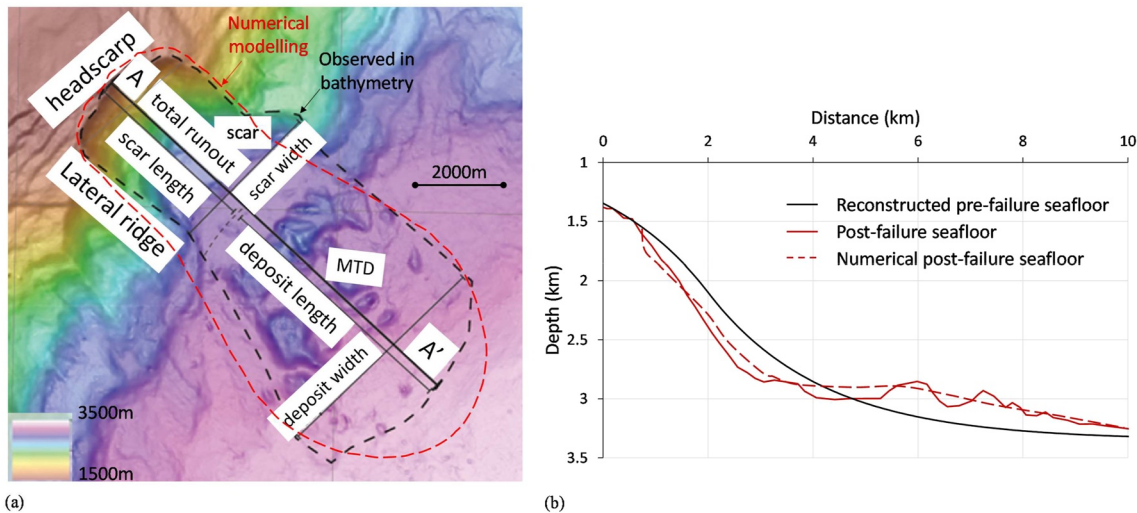 Numerical
modelling
Observed in
bathymetry
headscarp
A
total runout
scar
scar length
scar width
2000m
Lateral ridge
MTD
deposit length
A’
deposit width
3500m
1500m
(a)
Distance (km)
0
2
4
6
8
10
1
1.5
2
2.5
3
3.5
Depth (km)
Reconstructed pre-failure seafloor
Post-failure seafloor
Numerical post-failure seafloor
(b)